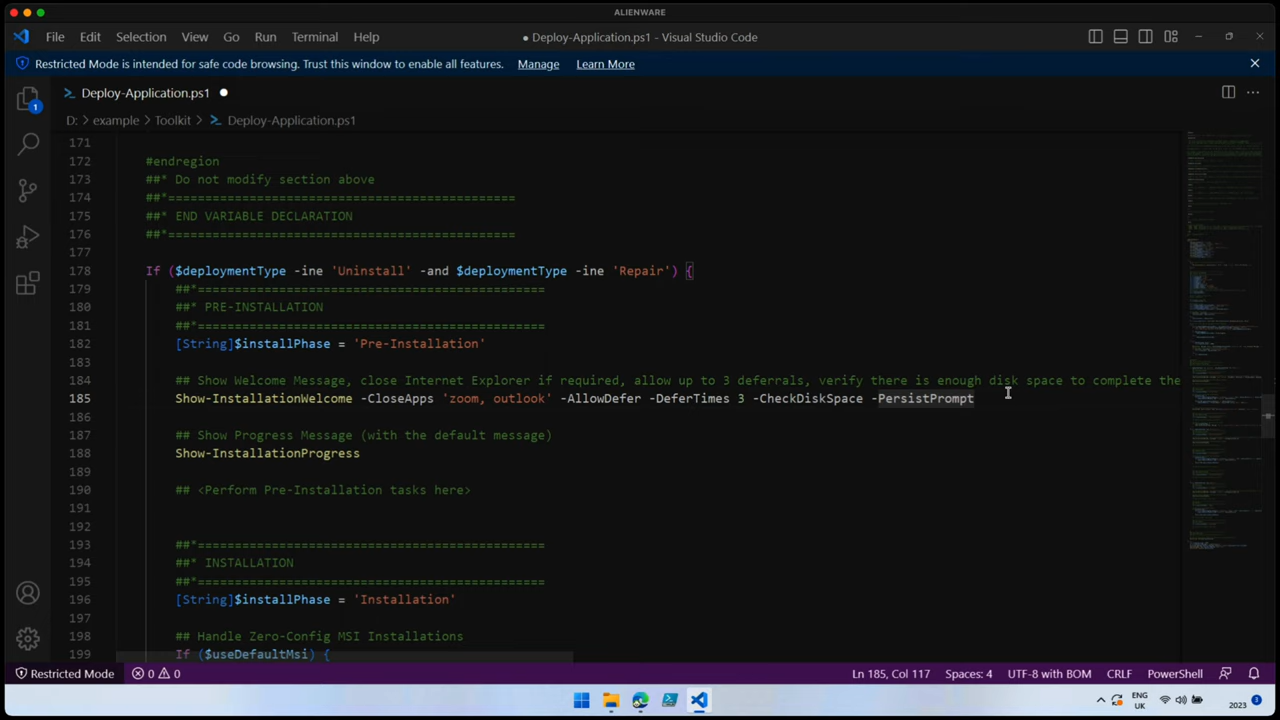 ALIENWARE
File Edit Selection View Go Run Terminal Help
● Deploy-Application.ps1 - Visual Studio Code
Restricted Mode is intended for safe code browsing. Trust this window to enable all features. Manage Learn More
Deploy-Application.ps1
D: > example > Toolkit > Deploy-Application.ps1
1
171
172 #endregion
173 ##* Do not modify section above
174 ##*===============================================
175 ##* END VARIABLE DECLARATION
176 ##*===============================================
177
178 If ($deploymentType -ine 'Uninstall' -and $deploymentType -ine 'Repair') {
179 ##*===============================================
180 ##* PRE-INSTALLATION
181 ##*===============================================
182 [String]$installPhase = 'Pre-Installation'
183
184 ## Show Welcome Message, close Internet Explorer if required, allow up to 3 deferrals, verify there is enough disk space to complete the
185 Show-InstallationWelcome -CloseApps 'zoom, outlook' -AllowDefer -DeferTimes 3 -CheckDiskSpace -PersistPrompt
186
187 ## Show Progress Message (with the default message)
188 Show-InstallationProgress
189
190 ## <Perform Pre-Installation tasks here>
191
192
193 ##*===============================================
194 ##* INSTALLATION
195 ##*===============================================
196 [String]$installPhase = 'Installation'
197
198 ## Handle Zero-Config MSI Installations
199 If ($useDefaultMsi) {
Restricted Mode 0 0 Ln 185, Col 117 Spaces: 4 UTF-8 with BOM CRLF PowerShell
ENG
UK
2023
3